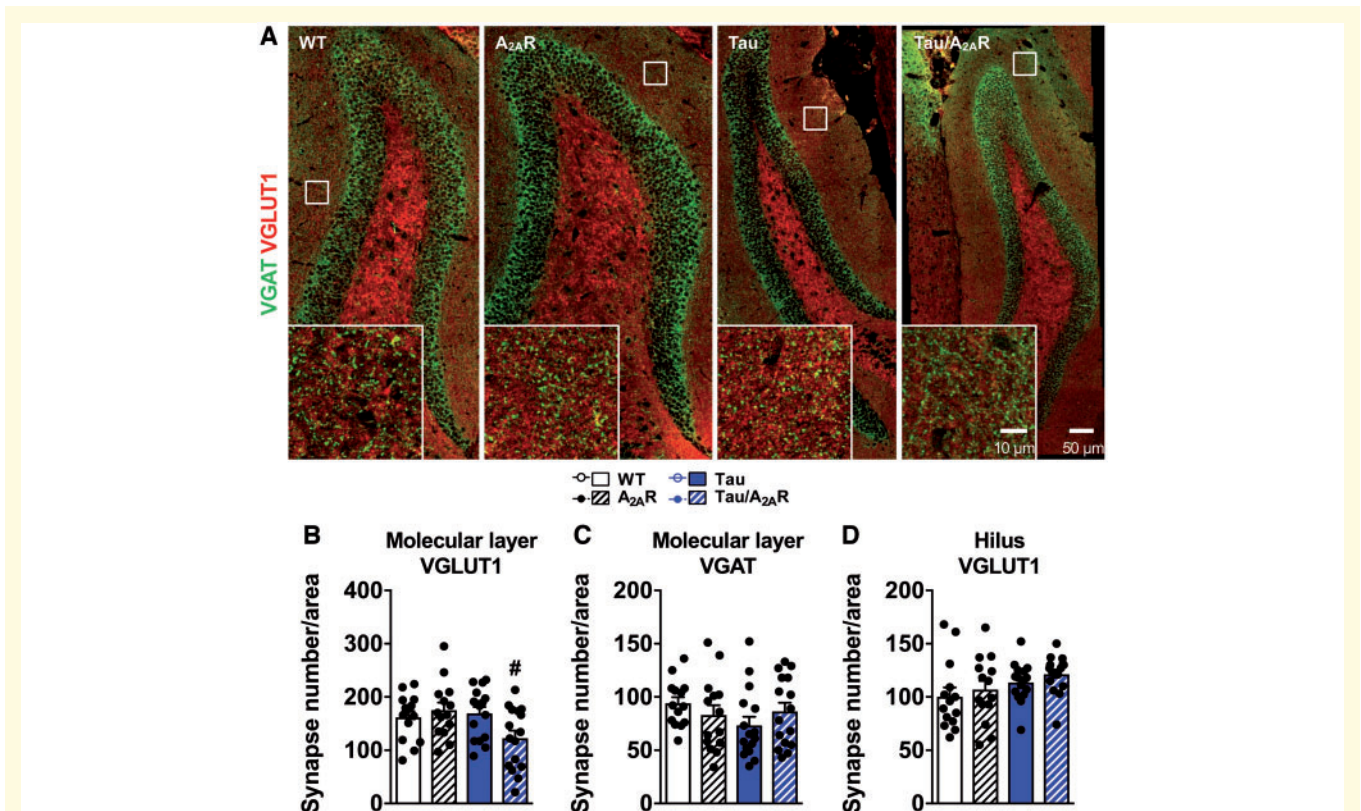 A
WT
A2AR
Tau
Tau/A2AR
VGAT VGLUT1
10 µm
50 µm
WT
Tau
A2AR
Tau/A2AR
B
Molecular layer
VGLUT1
Synapse number/area
400
300
200
100
0
#
C
Molecular layer
VGAT
Synapse number/area
200
150
100
50
0
D
Hilus
VGLUT1
Synapse number/area
200
150
100
50
0